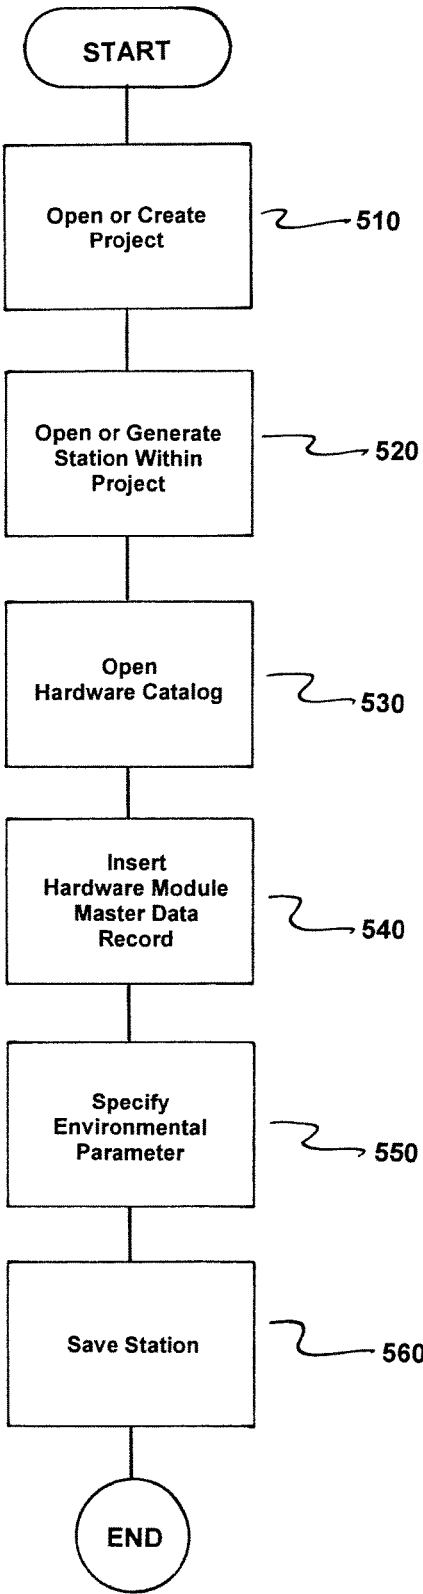 START
Open or Create
Project
510
Open or Generate
Station Within
Project
520
Open
Hardware Catalog
530
Insert
Hardware Module
Master Data
Record
540
Specify
Environmental
Parameter
550
Save Station
560
END